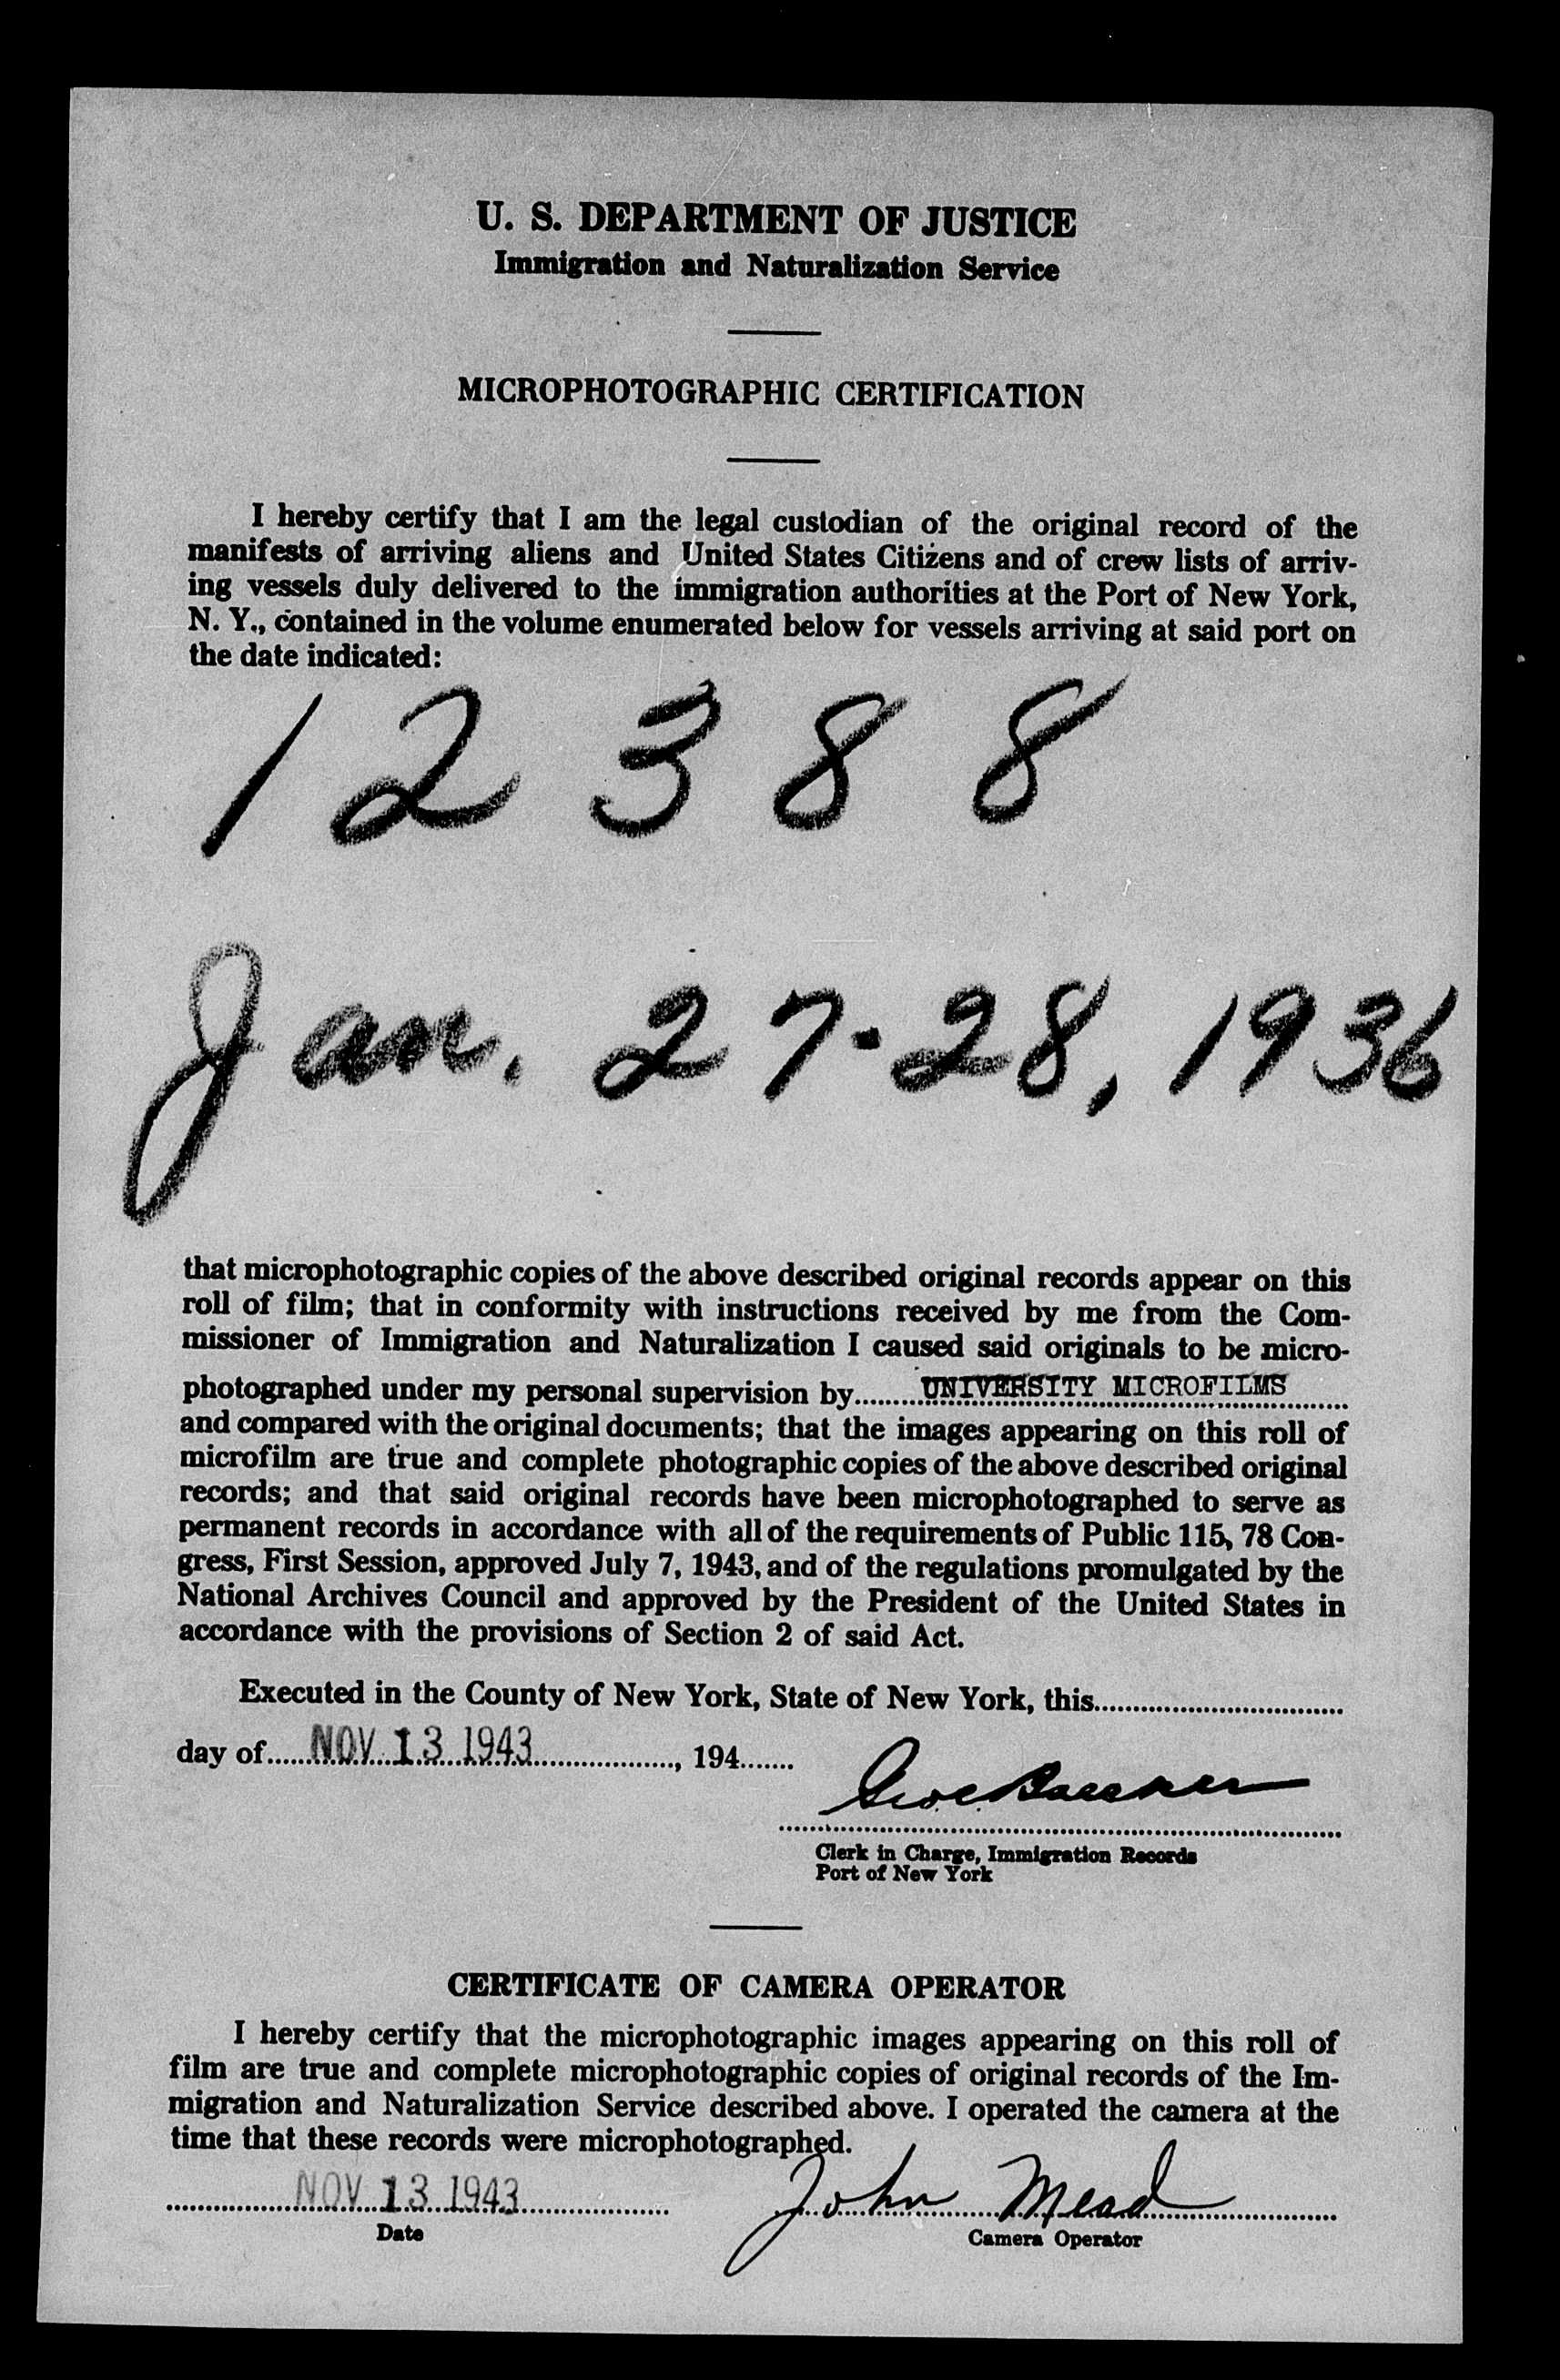 U. S. DEPARTMENT OF JUSTICE
Immigration and Naturalization Service
MICROPHOTOGRAPHIC CERTIFICATION
I hereby certify that I am the legal custodian of the original record of the
manifests of arriving aliens and United States Citizens and of crew lists of arriv-
ing vessels duly delivered to the immigration authorities at the Port of New York,
N. Y., contained in the volume enumerated below for vessels arriving at said port on
the date indicated:
12388
Jan. 27-28, 1936
that microphotographic copies of the above described original records appear on this
roll of film; that in conformity with instructions received by me from the Com-
missioner of Immigration and Naturalization I caused said originals to be micro-
photographed under my personal supervision by........UNIVERSITY MICROFILMS
and compared with the original documents; that the images appearing on this roll of
microfilm are true and complete photographic copies of the above described original
records; and that said original records have been microphotographed to serve as
permanent records in accordance with all of the requirements of Public 115, 78 Con-
gress, First Session, approved July 7, 1943, and of the regulations promulgated by the
National Archives Council and approved by the President of the United States in
accordance with the provisions of Section 2 of said Act.
Executed in the County of New York, State of New York, this................................
day of......NOV 13 1943.................., 194.......
Clerk in Charge, Immigration Records
Port of New York
CERTIFICATE OF CAMERA OPERATOR
I hereby certify that the microphotographic images appearing on this roll of
film are true and complete microphotographic copies of original records of the Im-
migration and Naturalization Service described above. I operated the camera at the
time that these records were microphotographed.
NOV 13 1943 John Mead
Date Camera Operator